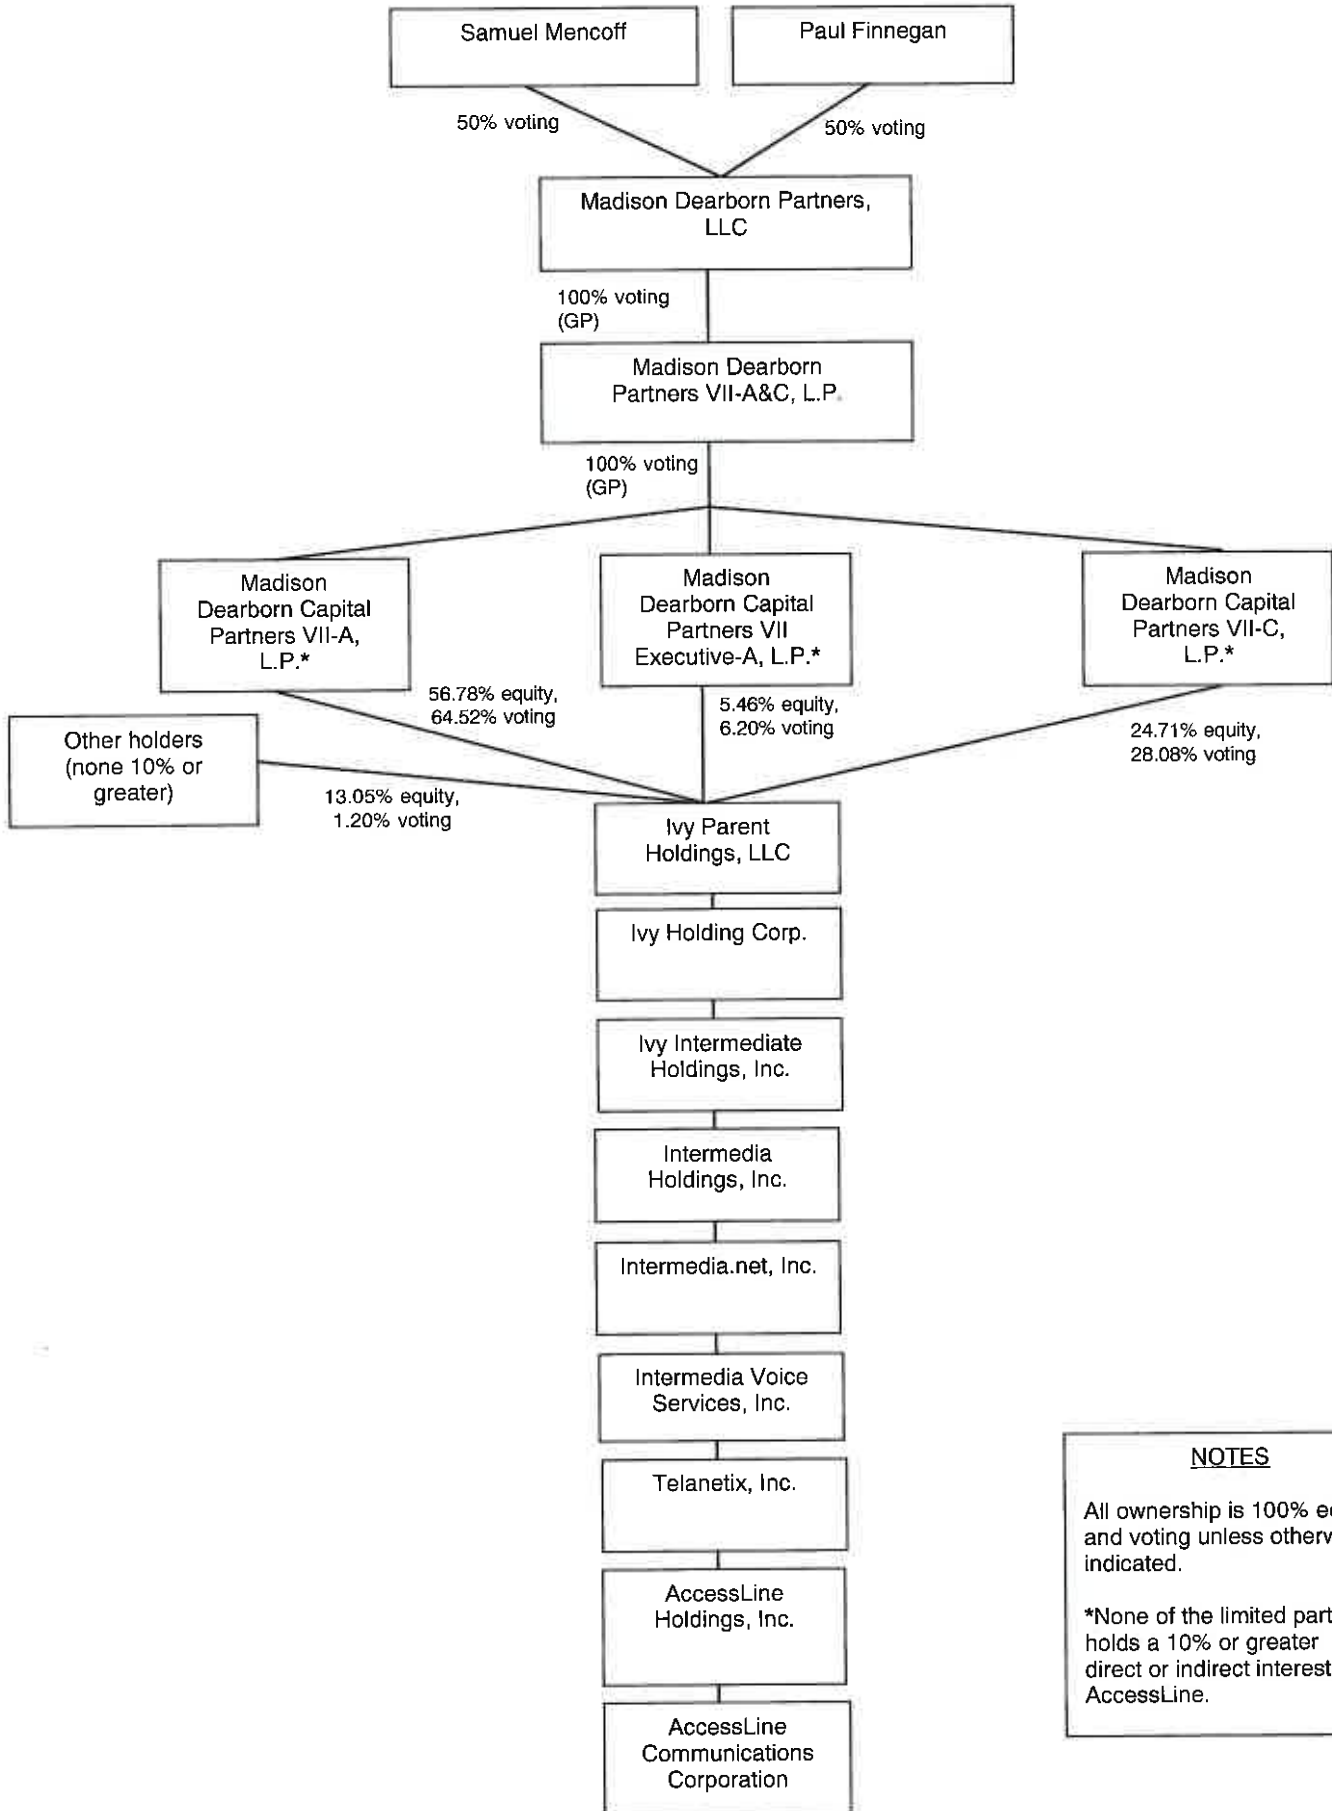 Samuel Mencoff
Paul Finnegan
50% voting
50% voting
Madison Dearborn Partners,
LLC
100% voting
(GP)
Madison Dearborn
Partners VII-A&C, L.P.
100% voting
(GP)
Madison
Dearborn Capital
Partners VII-A,
L.P.*
Madison
Dearborn Capital
Partners VII
Executive-A, L.P.*
Madison
Dearborn Capital
Partners VII-C,
L.P.*
56.78% equity,
64.52% voting
5.46% equity,
6.20% voting
24.71% equity,
28.08% voting
Other holders
(none 10% or
greater)
13.05% equity,
1.20% voting
Ivy Parent
Holdings, LLC
Ivy Holding Corp.
Ivy Intermediate
Holdings, Inc.
Intermedia
Holdings, Inc.
Intermedia.net, Inc.
Intermedia Voice
Services, Inc.
Telanetix, Inc.
AccessLine
Holdings, Inc.
AccessLine
Communications
Corporation
NOTES
All ownership is 100%
and voting unless
indicated.
*None of the limited
holds a 10% or greater
direct or indirect interest
AccessLine.